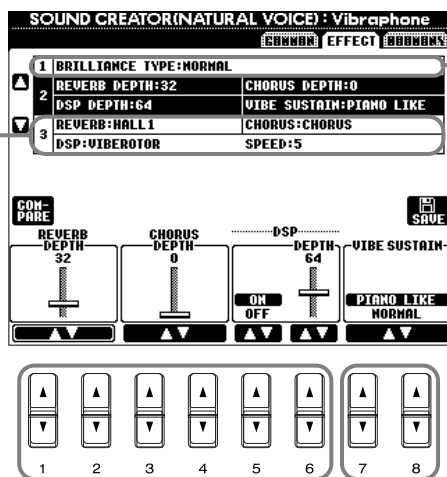 SOUND CREATOR(NATURAL VOICE) : Vibraphone
COMMON EFFECT HARMONY
1 BRILLIANCE TYPE:NORMAL
2 REVERB DEPTH:32 CHORUS DEPTH:0
DSP DEPTH:64 VIBE SUSTAIN:PIANO LIKE
3 REVERB:HALL1 CHORUS:CHORUS
DSP:VIBEROTOR SPEED:5
COM-
PARE
SAVE
REVERB DEPTH
32
CHORUS DEPTH
0
DSP
DEPTH
64
ON
OFF
VIBE SUSTAIN
PIANO LIKE
NORMAL
1 2 3 4 5 6 7 8